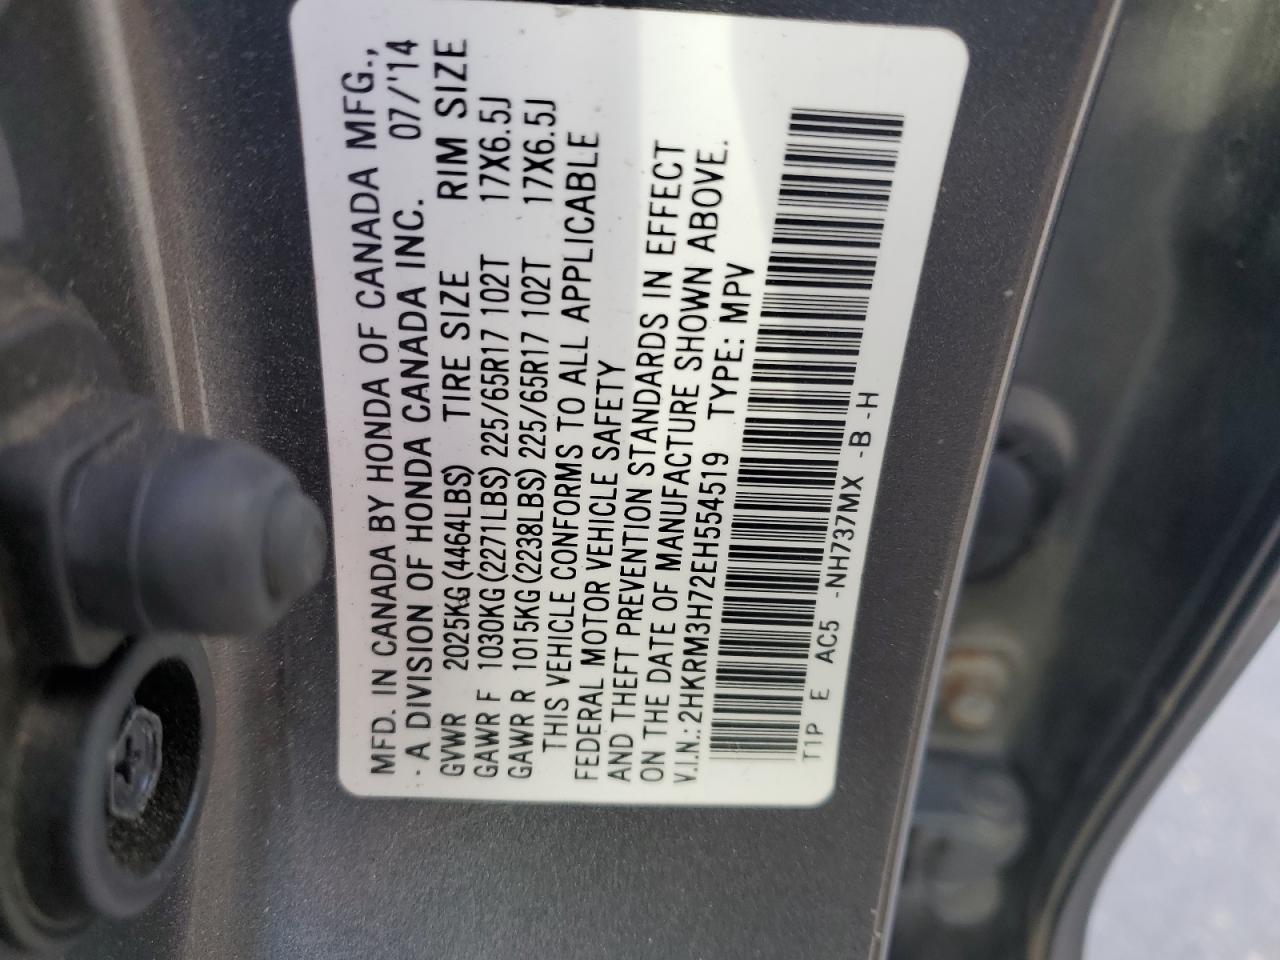 MFD. IN CANADA BY HONDA OF CANADA MFG.,
- A DIVISION OF HONDA CANADA INC. 07/'14
GVWR 2025KG(4464LBS) TIRE SIZE RIM SIZE
GAWR F 1030KG(2271LBS) 225/65R17 102T 17X6.5J
GAWR R 1015KG(2238LBS) 225/65R17 102T 17X6.5J
THIS VEHICLE CONFORMS TO ALL APPLICABLE
FEDERAL MOTOR VEHICLE SAFETY
AND THEFT PREVENTION STANDARDS IN EFFECT
ON THE DATE OF MANUFACTURE SHOWN ABOVE.
V.I.N.: 2HKRM3H72EH554519 TYPE: MPV
T1P E AC5 -NH737MX -B -H